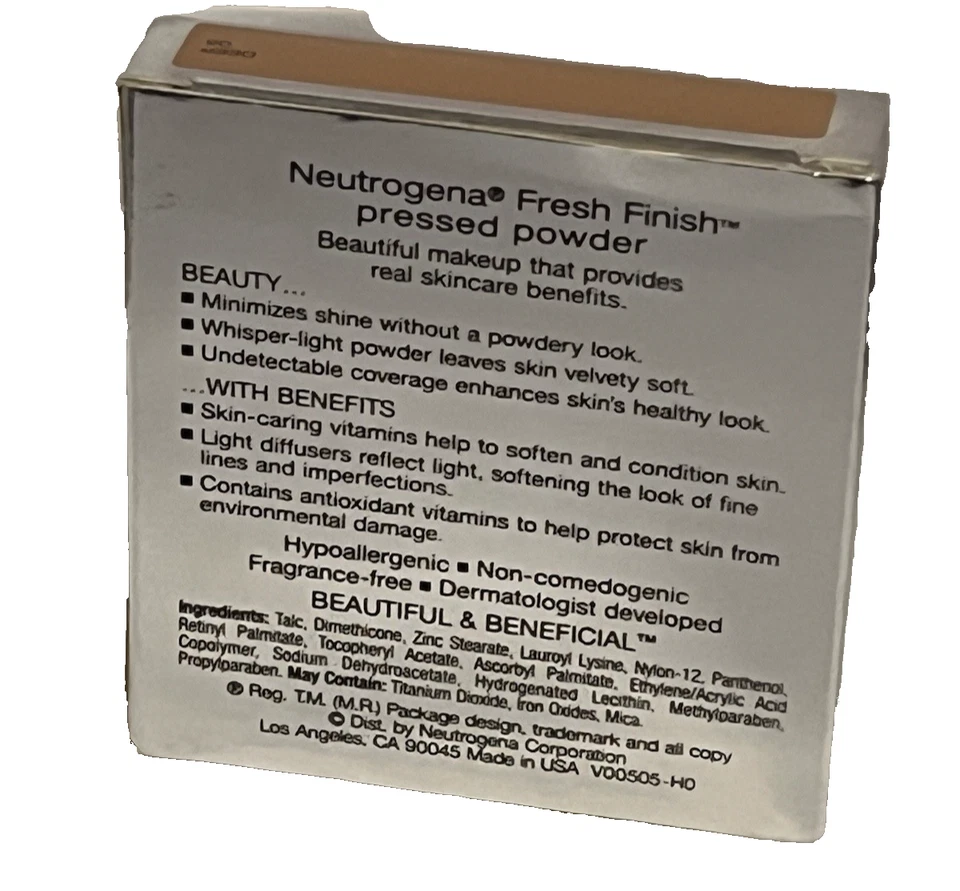 Neutrogena® Fresh Finish™
pressed powder
Beautiful makeup that provides
real skincare benefits.
BEAUTY...
■ Minimizes shine without a powdery look.
■ Whisper-light powder leaves skin velvety soft.
■ Undetectable coverage enhances skin's healthy look.
...WITH BENEFITS
■ Skin-caring vitamins help to soften and condition skin.
■ Light diffusers reflect light, softening the look of fine
lines and imperfections.
■ Contains antioxidant vitamins to help protect skin from
environmental damage.
Hypoallergenic ■ Non-comedogenic
Fragrance-free ■ Dermatologist developed
BEAUTIFUL & BENEFICIAL™
Ingredients: Talc, Dimethicone, Zinc Stearate, Lauroyl Lysine, Nylon-12, Panthenol,
Retinyl Palmitate, Tocopheryl Acetate, Ascorbyl Palmitate, Ethylene/Acrylic Acid
Copolymer, Sodium Dehydroacetate, Hydrogenated Lecithin, Methylparaben,
Propylparaben. May Contain: Titanium Dioxide, Iron Oxides, Mica.
® Reg. T.M. (M.R.) Package design, trademark and all copy
© Dist. by Neutrogena Corporation
Los Angeles, CA 90045 Made in USA V00505-H0